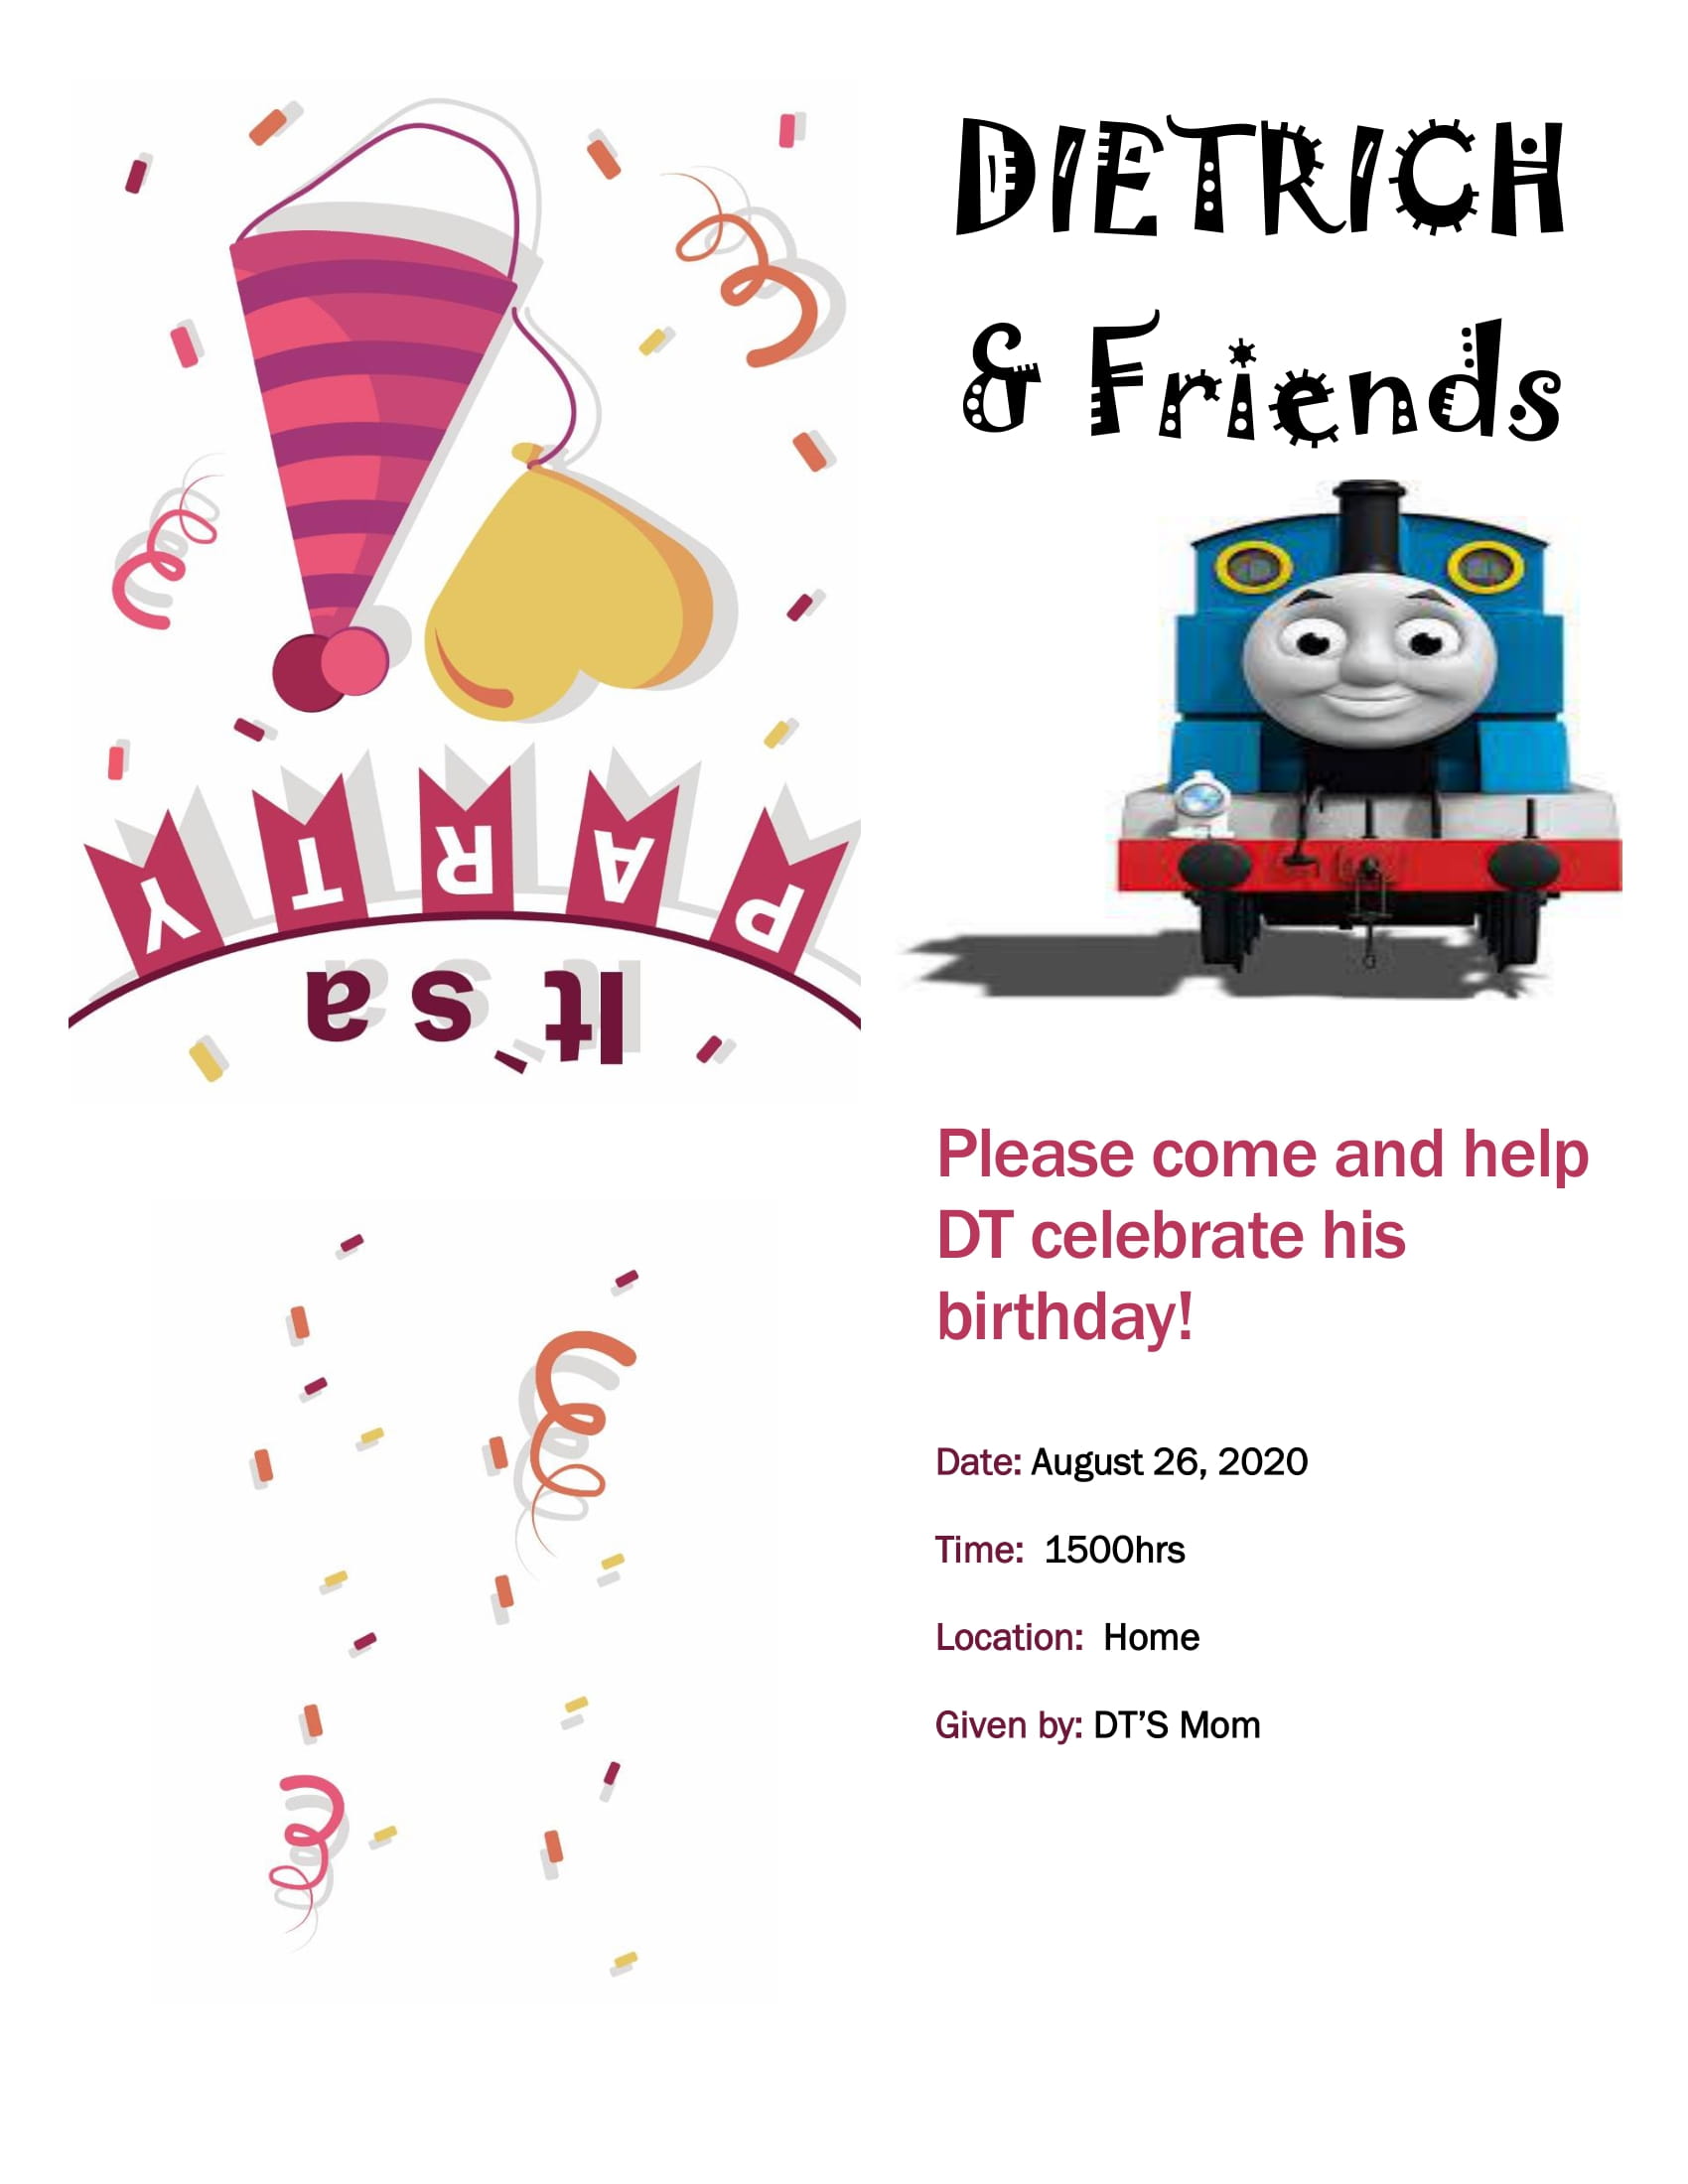 It's a
PARTY
DIETRICH
& Friends
Please come and help
DT celebrate his
birthday!
Date: August 26, 2020
Time: 1500hrs
Location: Home
Given by: DT'S Mom